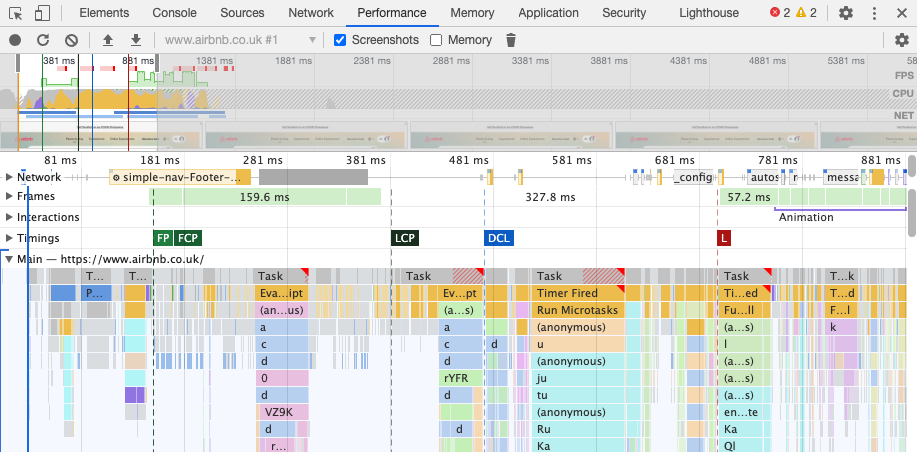 Elements Console Sources Network Performance Memory Application Security Lighthouse 2 2
www.airbnb.co.uk #1 Screenshots Memory
381 ms 881 ms 1381 ms 1881 ms 2381 ms 2881 ms 3381 ms 3881 ms 4381 ms 4881 ms 5381 ms 58
FPS
CPU
NET
81 ms 181 ms 281 ms 381 ms 481 ms 581 ms 681 ms 781 ms 881 ms
Network simple-nav-Footer-... _config autos r messa
Frames 159.6 ms 327.8 ms 57.2 ms
Interactions Animation
Timings FP FCP LCP DCL L
Main — https://www.airbnb.co.uk/
T... T... Task Task Task Task T...k
P... Eva...ipt Ev...pt Timer Fired Ti...ed T...d
(an...us) (a...s) Run Microtasks Fu...ll F...l
a a (anonymous) (a...s) k
c c d u l
d d (anonymous) (a...s)
0 rYFR ju (a...s)
d d tu (a...s)
VZ9K (anonymous) en...te
d d Ru Ka
r... Ka Ql